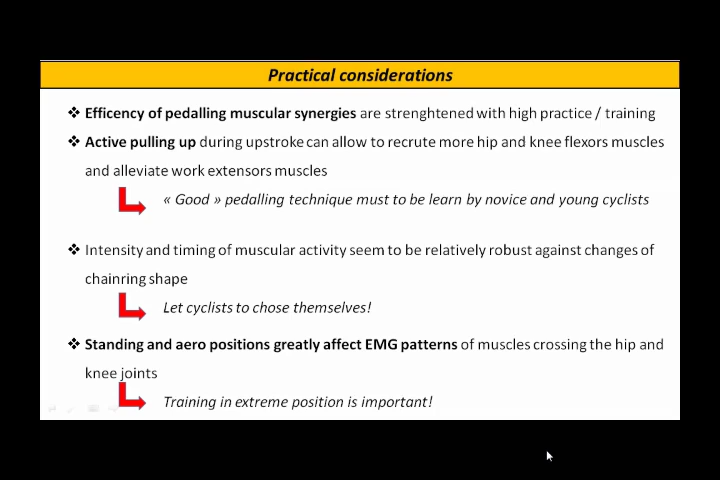 Practical considerations
❖ Efficency of pedalling muscular synergies are strenghtened with high practice / training
❖ Active pulling up during upstroke can allow to recrute more hip and knee flexors muscles
and alleviate work extensors muscles
« Good » pedalling technique must to be learn by novice and young cyclists
❖ Intensity and timing of muscular activity seem to be relatively robust against changes of
chainring shape
Let cyclists to chose themselves!
❖ Standing and aero positions greatly affect EMG patterns of muscles crossing the hip and
knee joints
Training in extreme position is important!